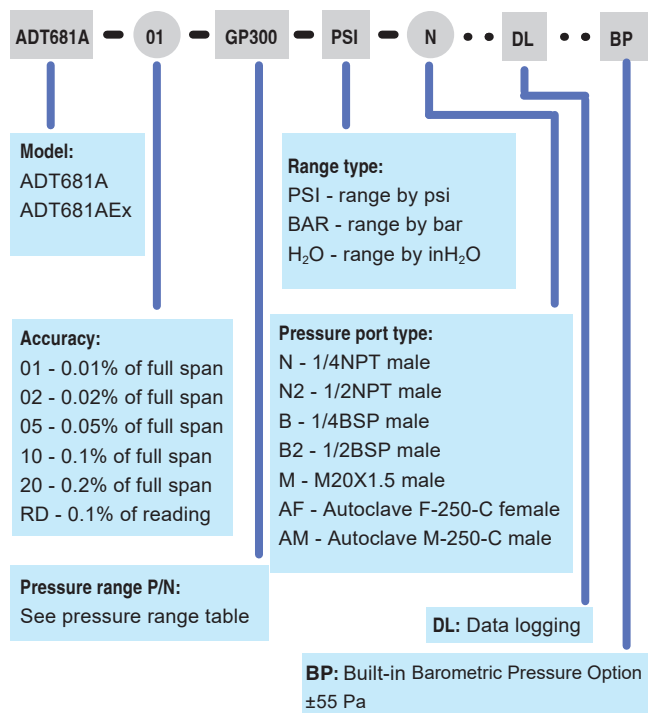 ADT681A - 01 - GP300 - PSI - N · · DL · · BP
Model:
ADT681A
ADT681AEx
Range type:
PSI - range by psi
BAR - range by bar
H₂O - range by inH₂O
Accuracy:
01 - 0.01% of full span
02 - 0.02% of full span
05 - 0.05% of full span
10 - 0.1% of full span
20 - 0.2% of full span
RD - 0.1% of reading
Pressure port type:
N - 1/4NPT male
N2 - 1/2NPT male
B - 1/4BSP male
B2 - 1/2BSP male
M - M20X1.5 male
AF - Autoclave F-250-C female
AM - Autoclave M-250-C male
Pressure range P/N:
See pressure range table
DL: Data logging
BP: Built-in Barometric Pressure Option
±55 Pa